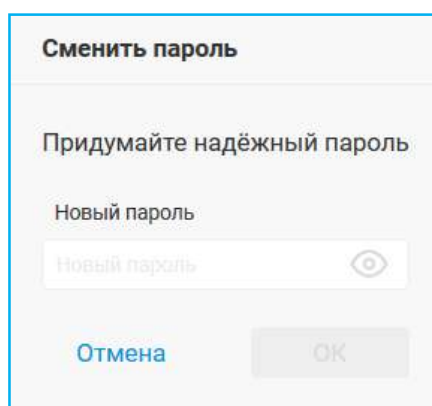 Сменить пароль
Придумайте надёжный пароль
Новый пароль
Новый пароль
Отмена
ОК